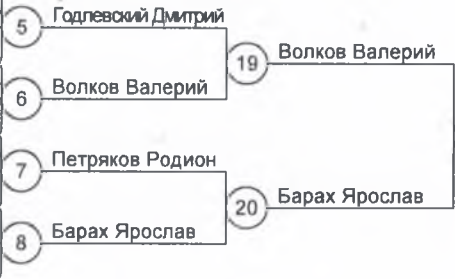 5 Годлевский Дмитрий
19 Волков Валерий
6 Волков Валерий
7 Петряков Родион
20 Барах Ярослав
8 Барах Ярослав